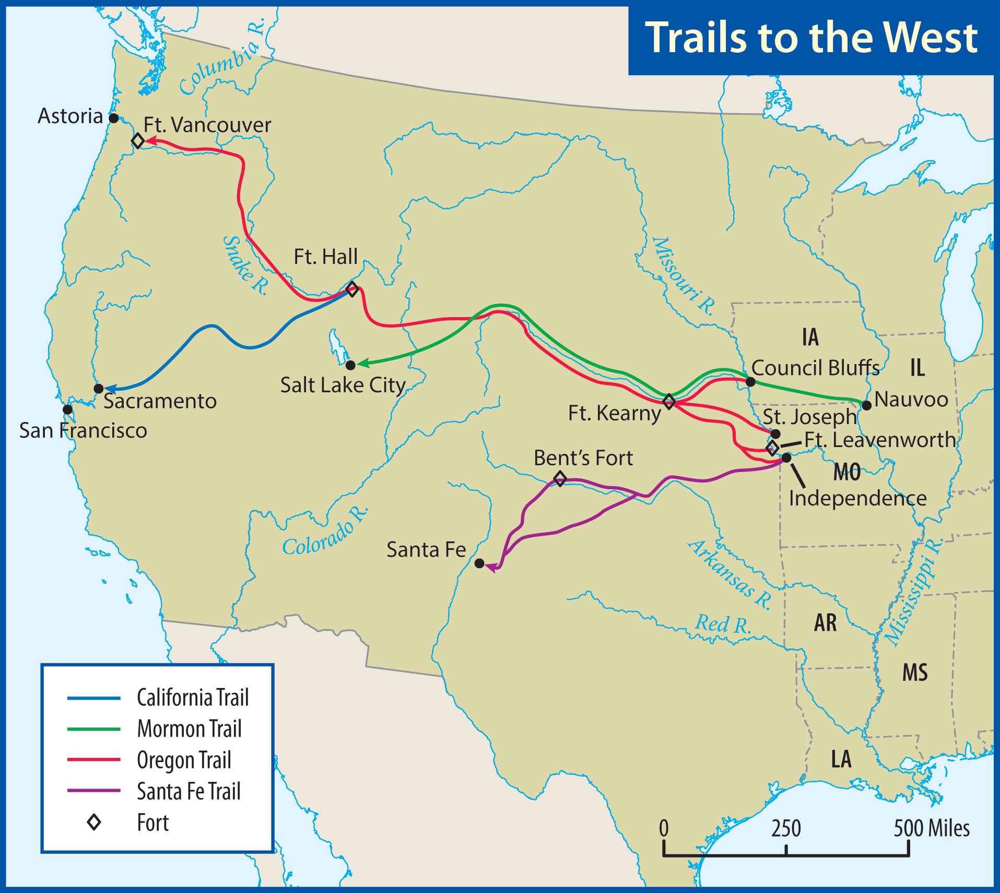 Trails to the West
Columbia R.
Astoria
Ft. Vancouver
Snake R.
Ft. Hall
Missouri R.
IA
IL
Council Bluffs
Salt Lake City
Nauvoo
Sacramento
Ft. Kearny
St. Joseph
San Francisco
Ft. Leavenworth
Bent's Fort
MO
Independence
Colorado R.
Santa Fe
Arkansas R.
Mississippi R.
Red R.
AR
MS
LA
California Trail
Mormon Trail
Oregon Trail
Santa Fe Trail
Fort
0 250 500 Miles